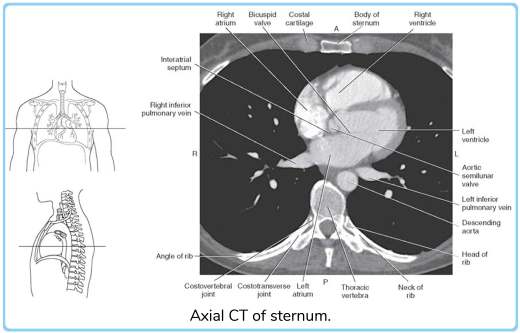 Right
atrium
Bicuspid
valve
Costal
cartilage
Body of
sternum
Right
ventricle
A
Interatrial
septum
Right inferior
pulmonary vein
R
L
Left
ventricle
Aortic
semilunar
valve
Left inferior
pulmonary vein
Descending
aorta
Angle of rib
Head of
rib
P
Costovertebral
joint
Costotransverse
joint
Left
atrium
Thoracic
vertebra
Neck of
rib
Axial CT of sternum.